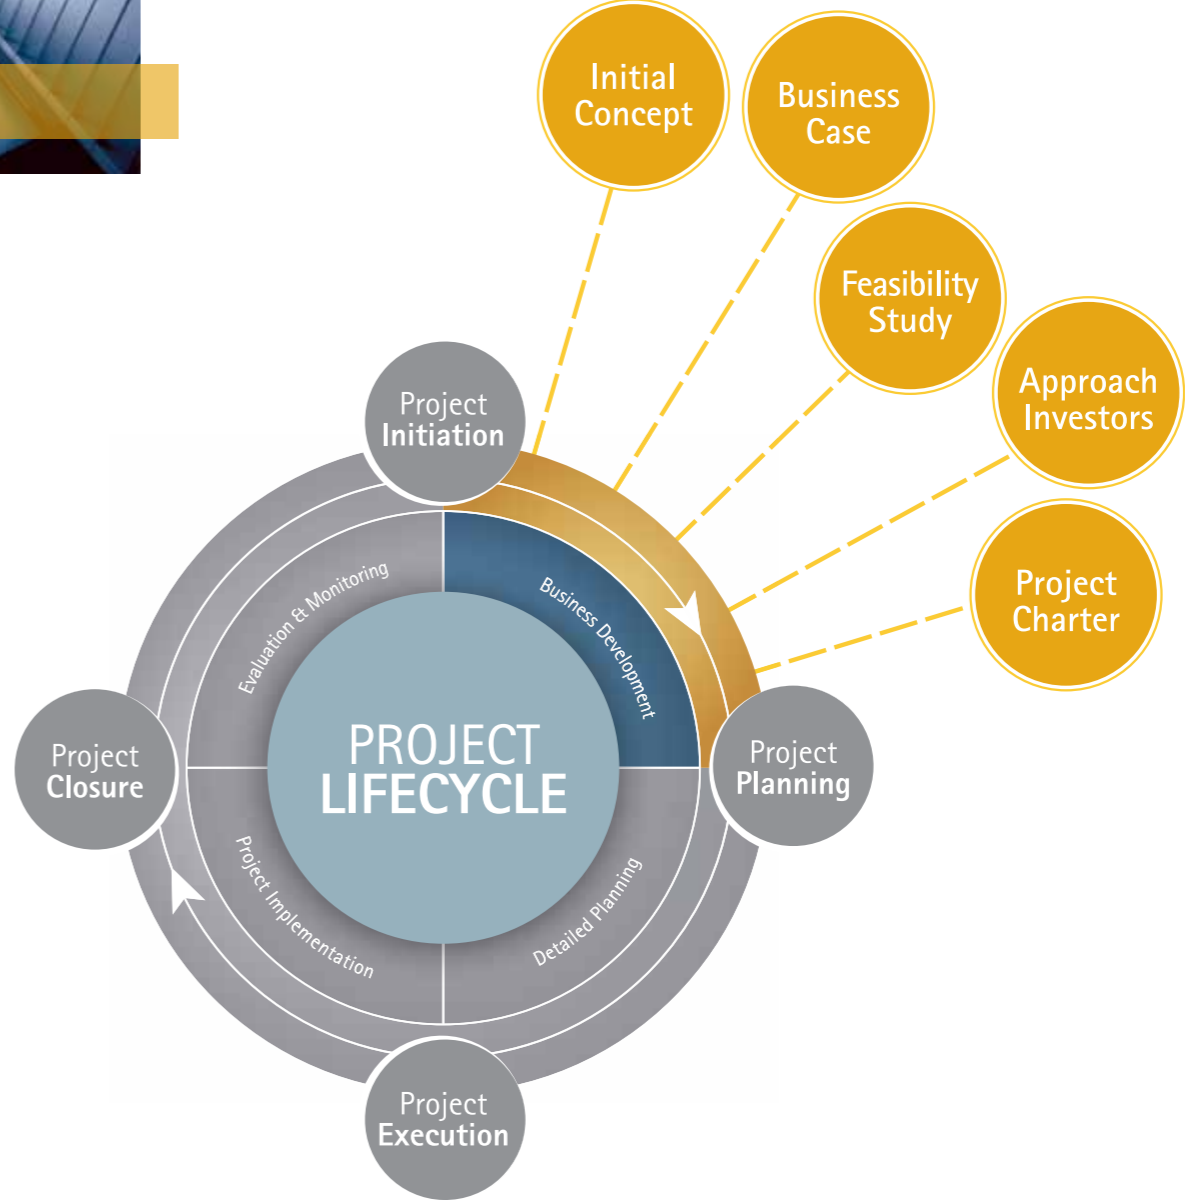 Initial
Concept
Business
Case
Feasibility
Study
Approach
Investors
Project
Charter
Project
Initiation
Evaluation & Monitoring
Business Development
PROJECT
LIFECYCLE
Project
Closure
Project
Planning
Project Implementation
Detailed Planning
Project
Execution